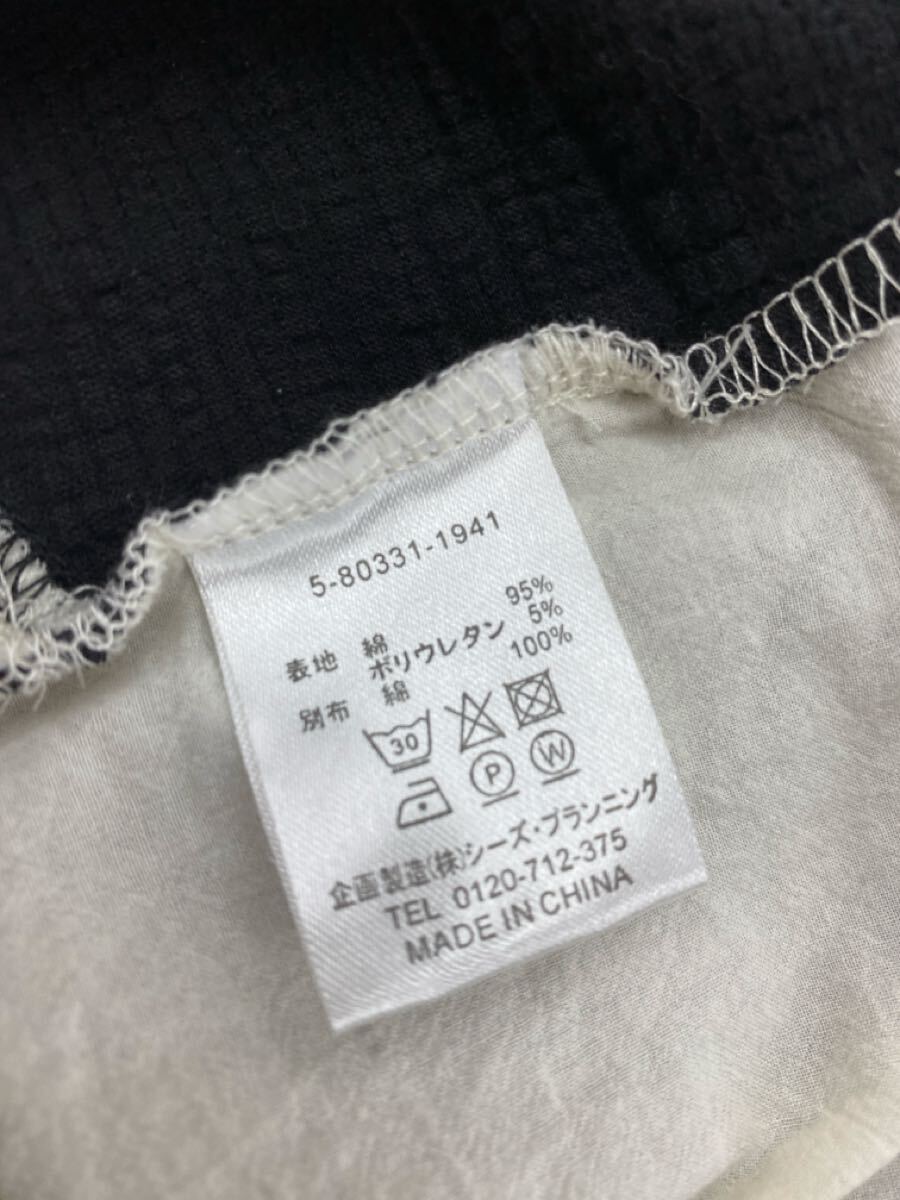 5-80331-1941
表地 綿 95%
ポリウレタン 5%
別布 綿 100%
30
P W
企画製造(株)シーズ・プランニング
TEL 0120-712-375
MADE IN CHINA